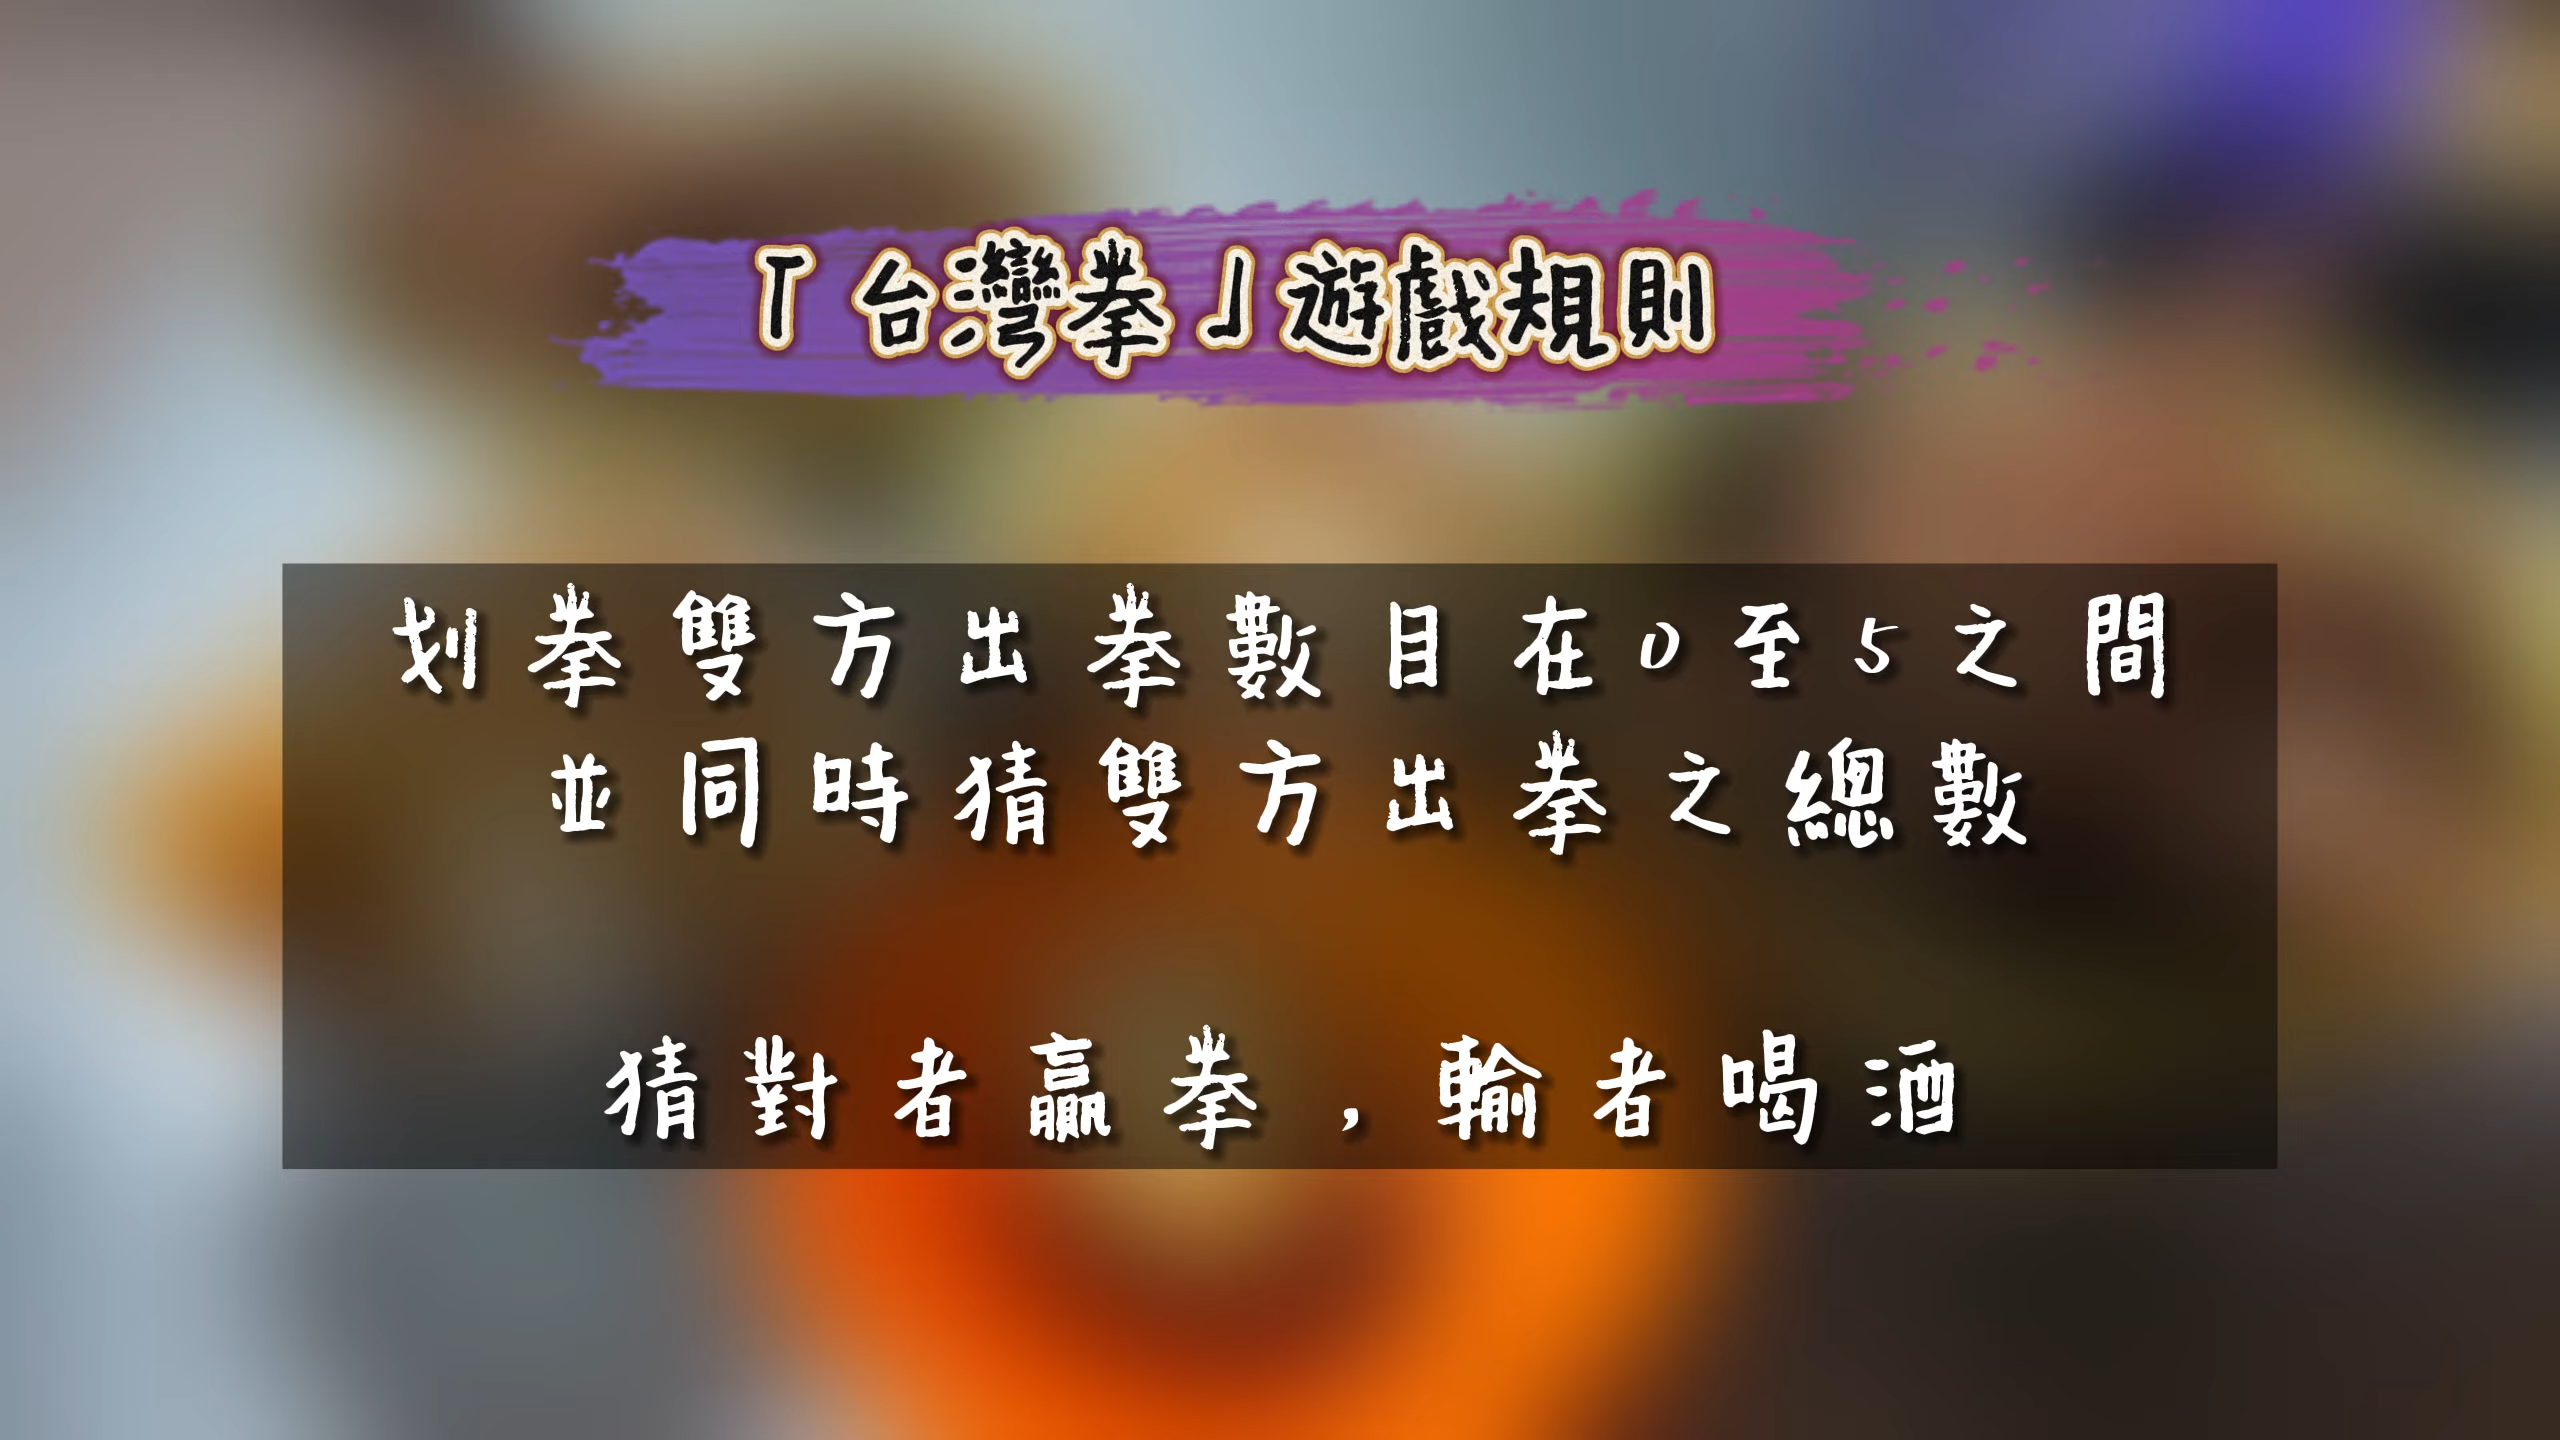 「台灣拳」遊戲規則
划拳雙方出拳數目在0至5之間
並同時猜雙方出拳之總數
猜對者贏拳，輸者喝酒